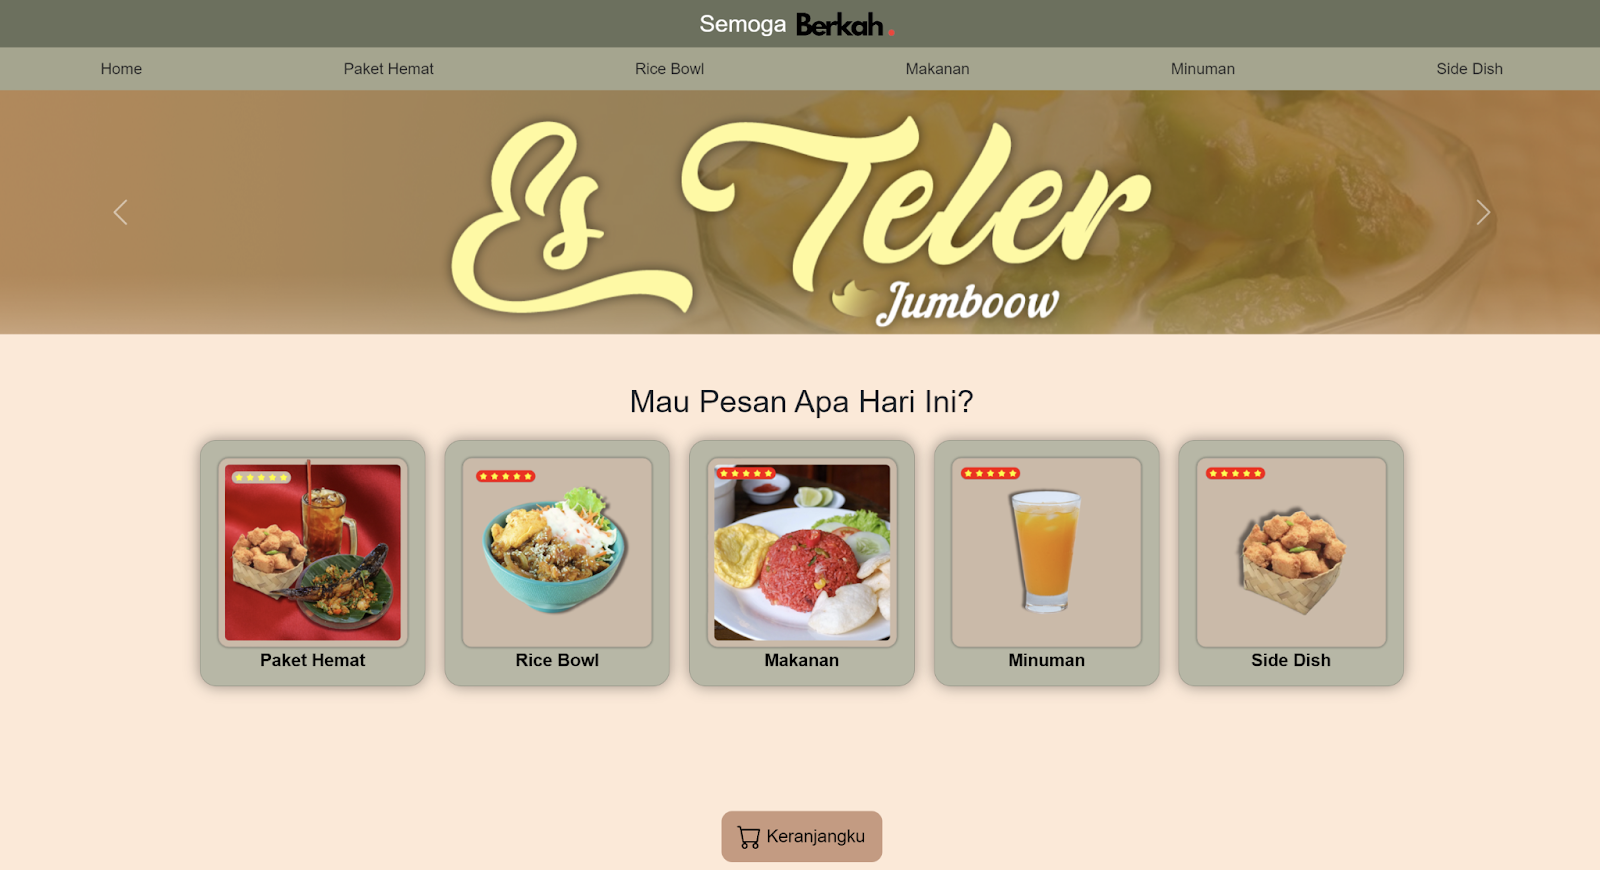 Semoga Berkah.
Home Paket Hemat Rice Bowl Makanan Minuman Side Dish
Es Teler
Jumboow
Mau Pesan Apa Hari Ini?
Paket Hemat Rice Bowl Makanan Minuman Side Dish
Keranjangku